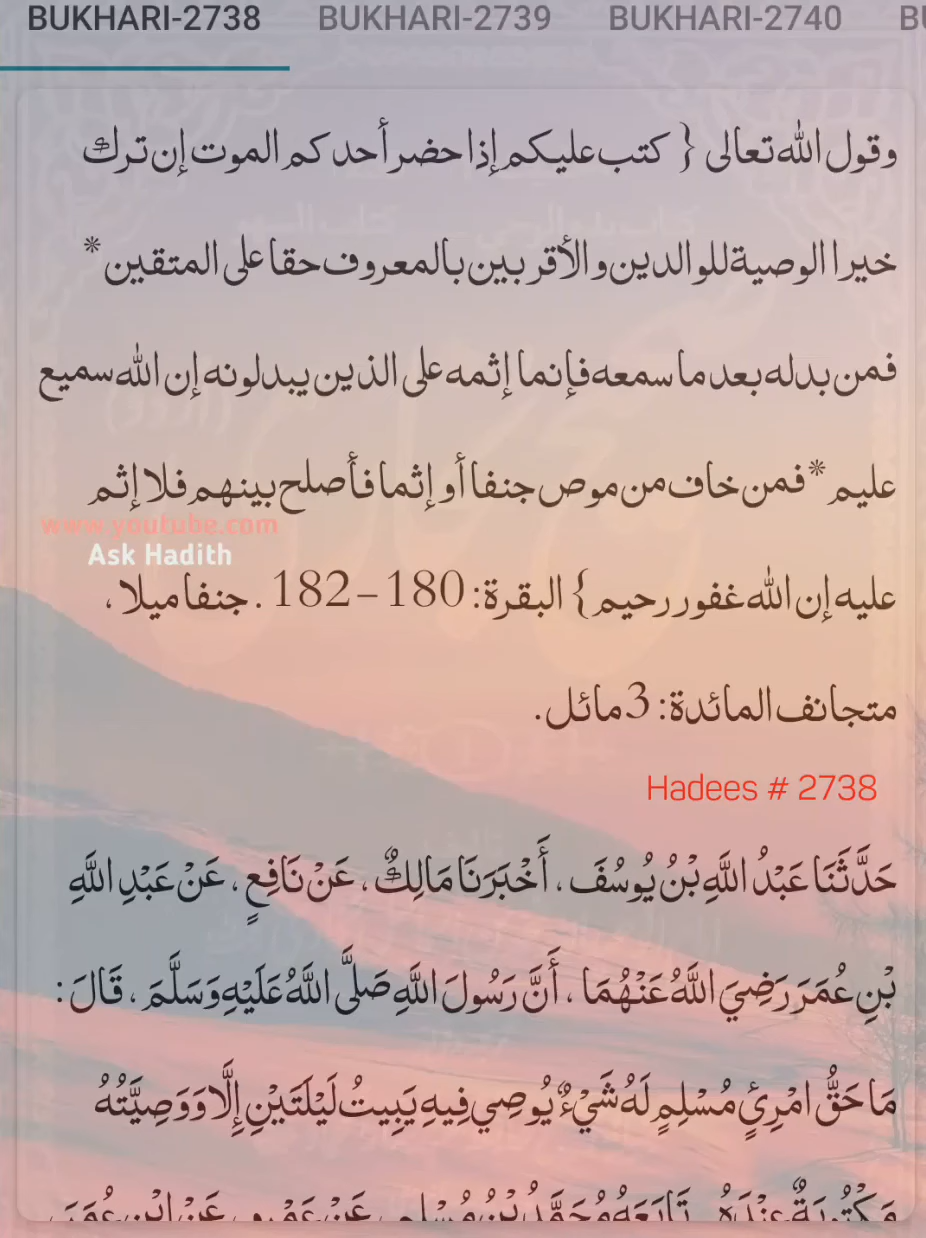 BUKHARI-2738 BUKHARI-2739 BUKHARI-2740
وقول الله تعالى { كتب عليكم إذا حضر أحدكم الموت إن ترك
خيرا الوصية للوالدين والأقربين بالمعروف حقا على المتقين *
فمن بدله بعد ما سمعه فإنما إثمه على الذين يبدلونه إن الله سميع
عليم * فمن خاف من موص جنفا أو إثما فأصلح بينهم فلا إثم
www.youtube.com
Ask Hadith
عليه إن الله غفور رحيم } البقرة: 180 – 182 . جنفا ميلا ،
متجانف المائدة: 3 مائل .
Hadees # 2738
حَدَّثَنَا عَبْدُ اللَّهِ بْنُ يُوسُفَ ، أَخْبَرَنَا مَالِكٌ ، عَنْ نَافِعٍ ، عَنْ عَبْدِ اللَّهِ
بْنِ عُمَرَ رَضِيَ اللَّهُ عَنْهُمَا ، أَنَّ رَسُولَ اللَّهِ صَلَّى اللَّهُ عَلَيْهِ وَسَلَّمَ ، قَالَ :
مَا حَقُّ امْرِئٍ مُسْلِمٍ لَهُ شَيْءٌ يُوصِي فِيهِ يَبِيتُ لَيْلَتَيْنِ إِلَّا وَوَصِيَّتُهُ
مَكْتُوبَةٌ عِنْدَهُ تَابَعَهُ مُحَمَّدُ بْنُ مُسْلِمٍ عَنْ عَمْرٍو عَنْ ابْنِ عُمَرَ